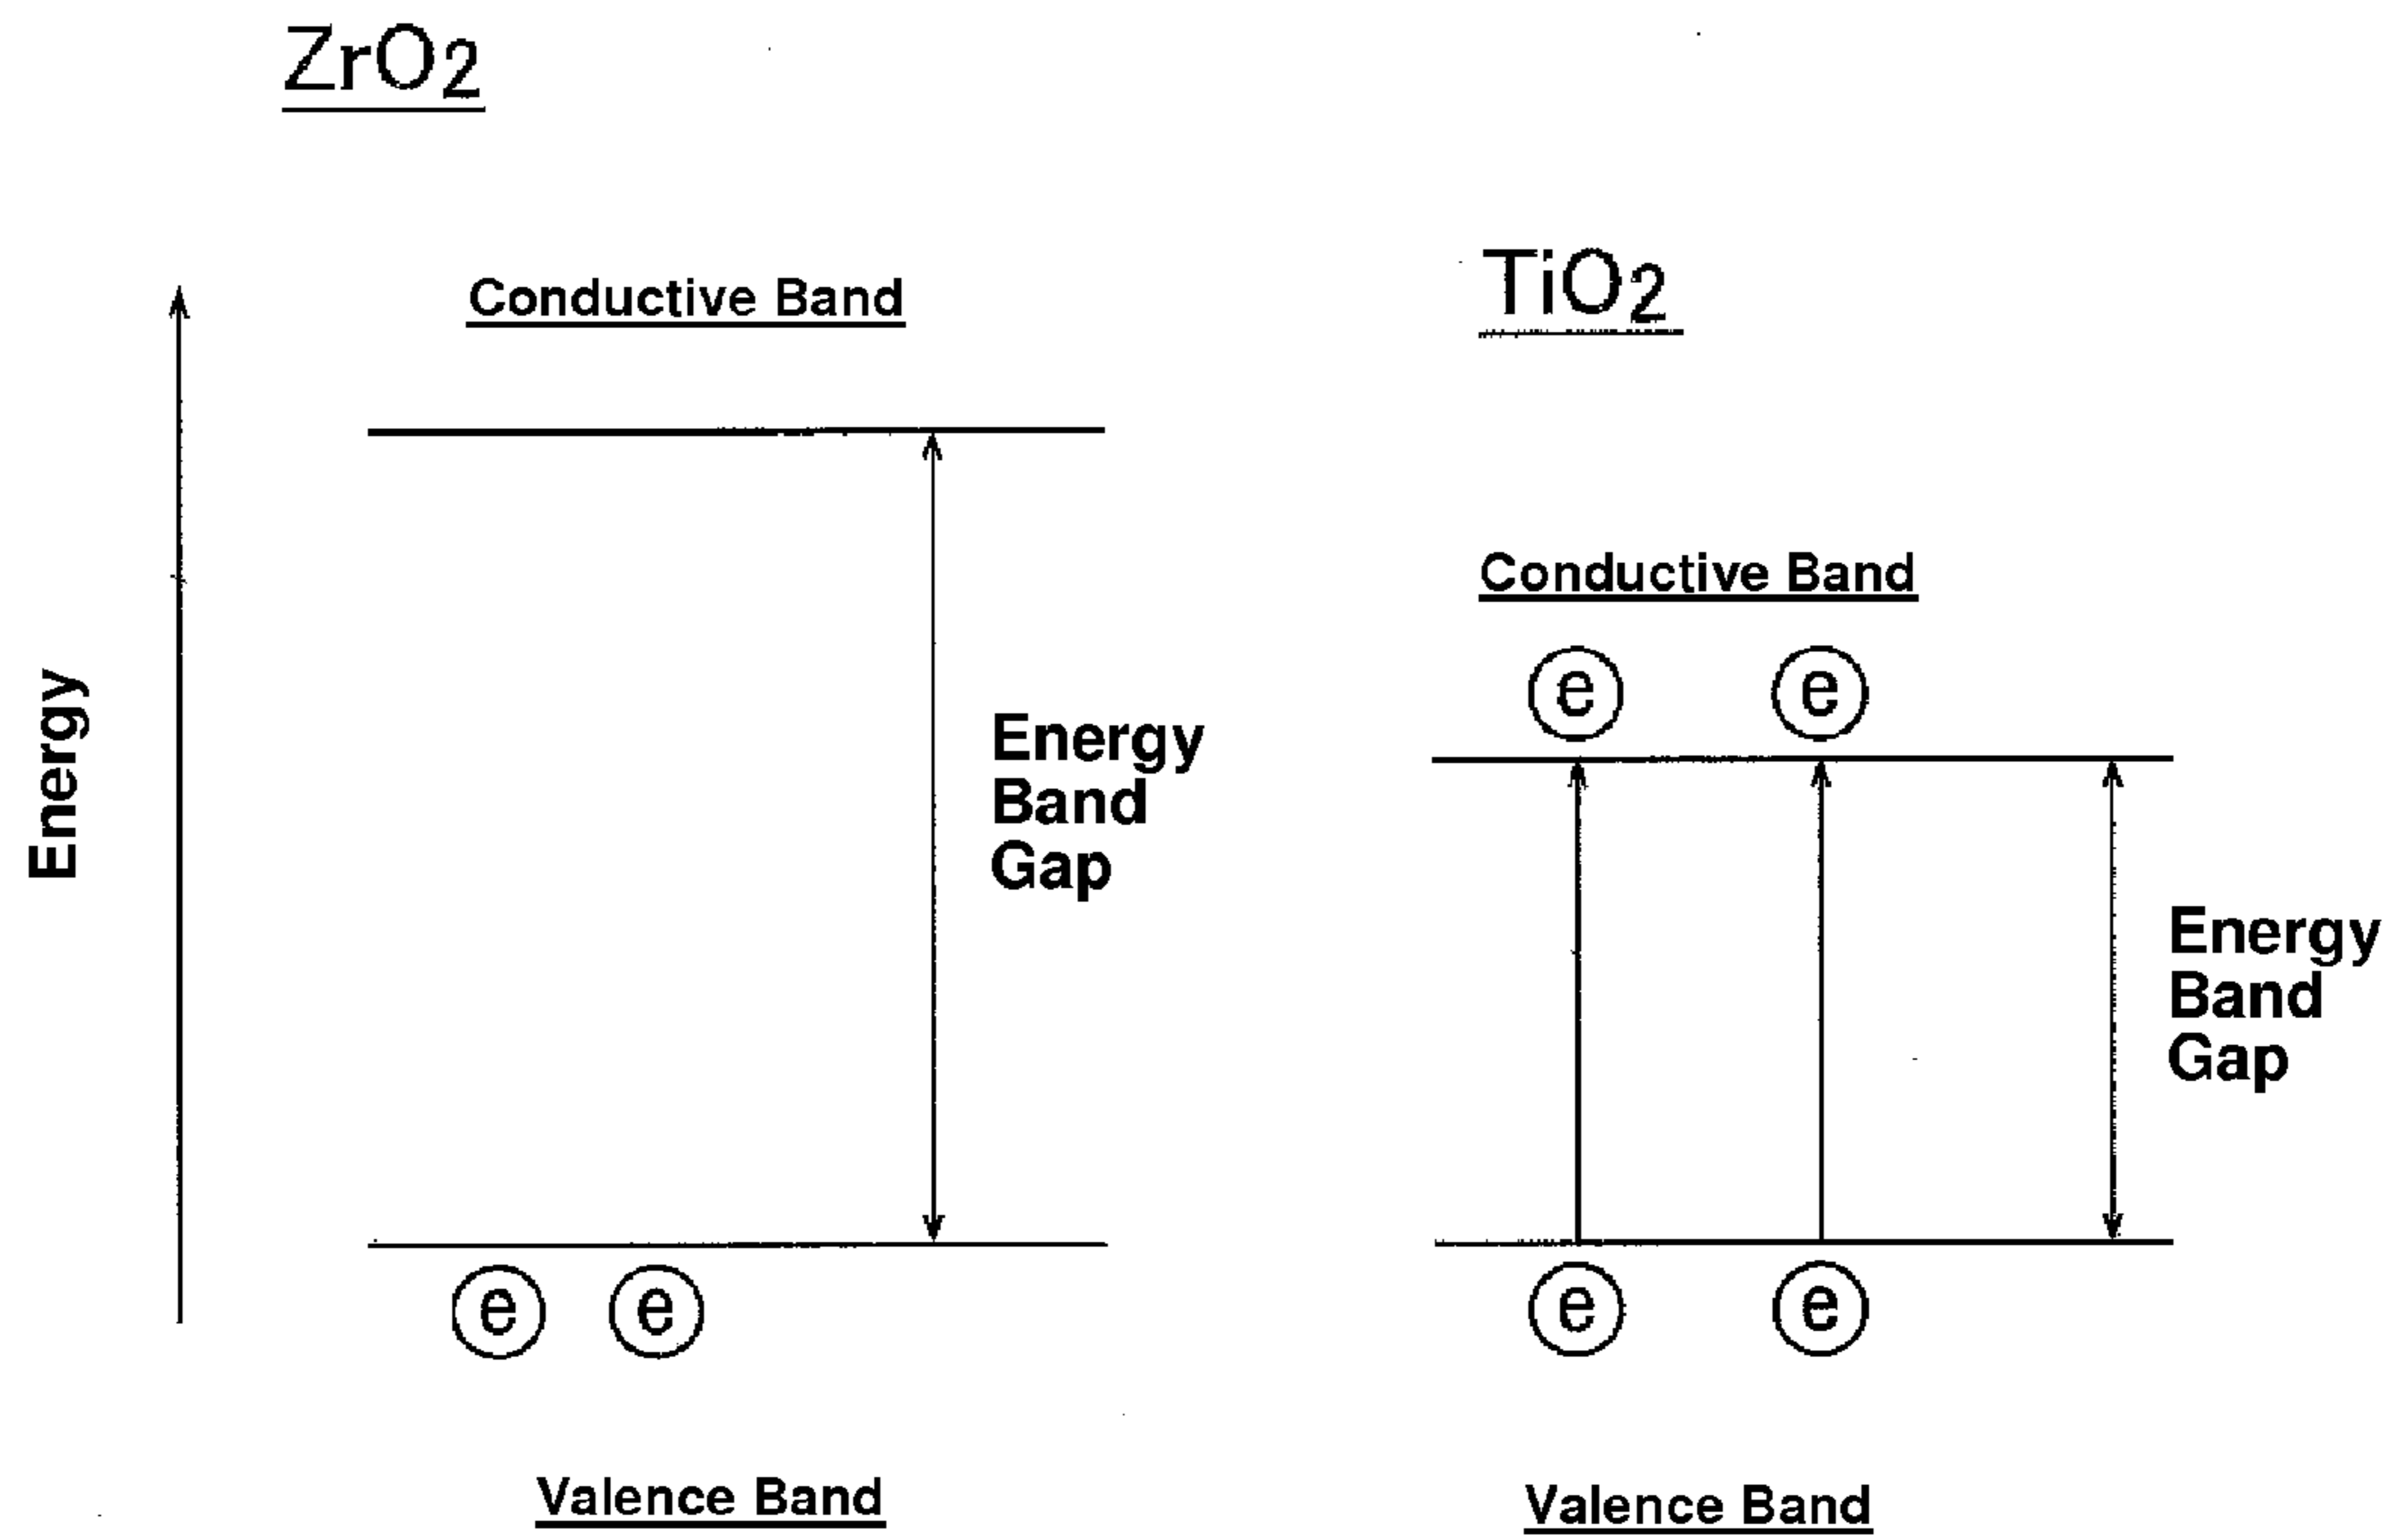 ZrO2
Conductive Band
Energy
Energy
Band
Gap
e e
Valence Band
TiO2
Conductive Band
e e
Energy
Band
Gap
e e
Valence Band